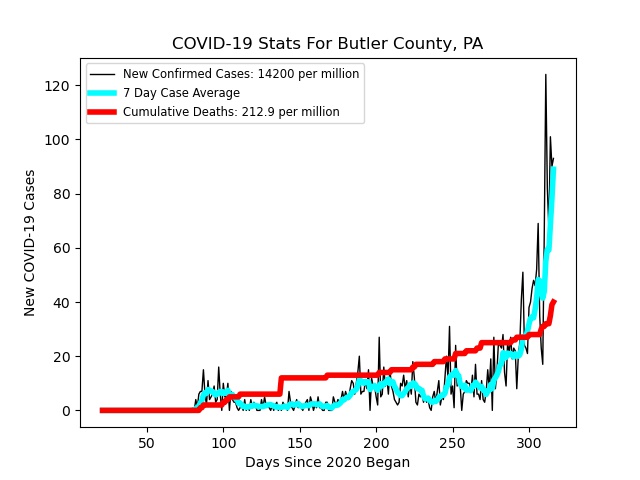 COVID-19 Stats For Butler County, PA
New Confirmed Cases: 14200 per million
7 Day Case Average
Cumulative Deaths: 212.9 per million
New COVID-19 Cases
120
100
80
60
40
20
0
50 100 150 200 250 300
Days Since 2020 Began